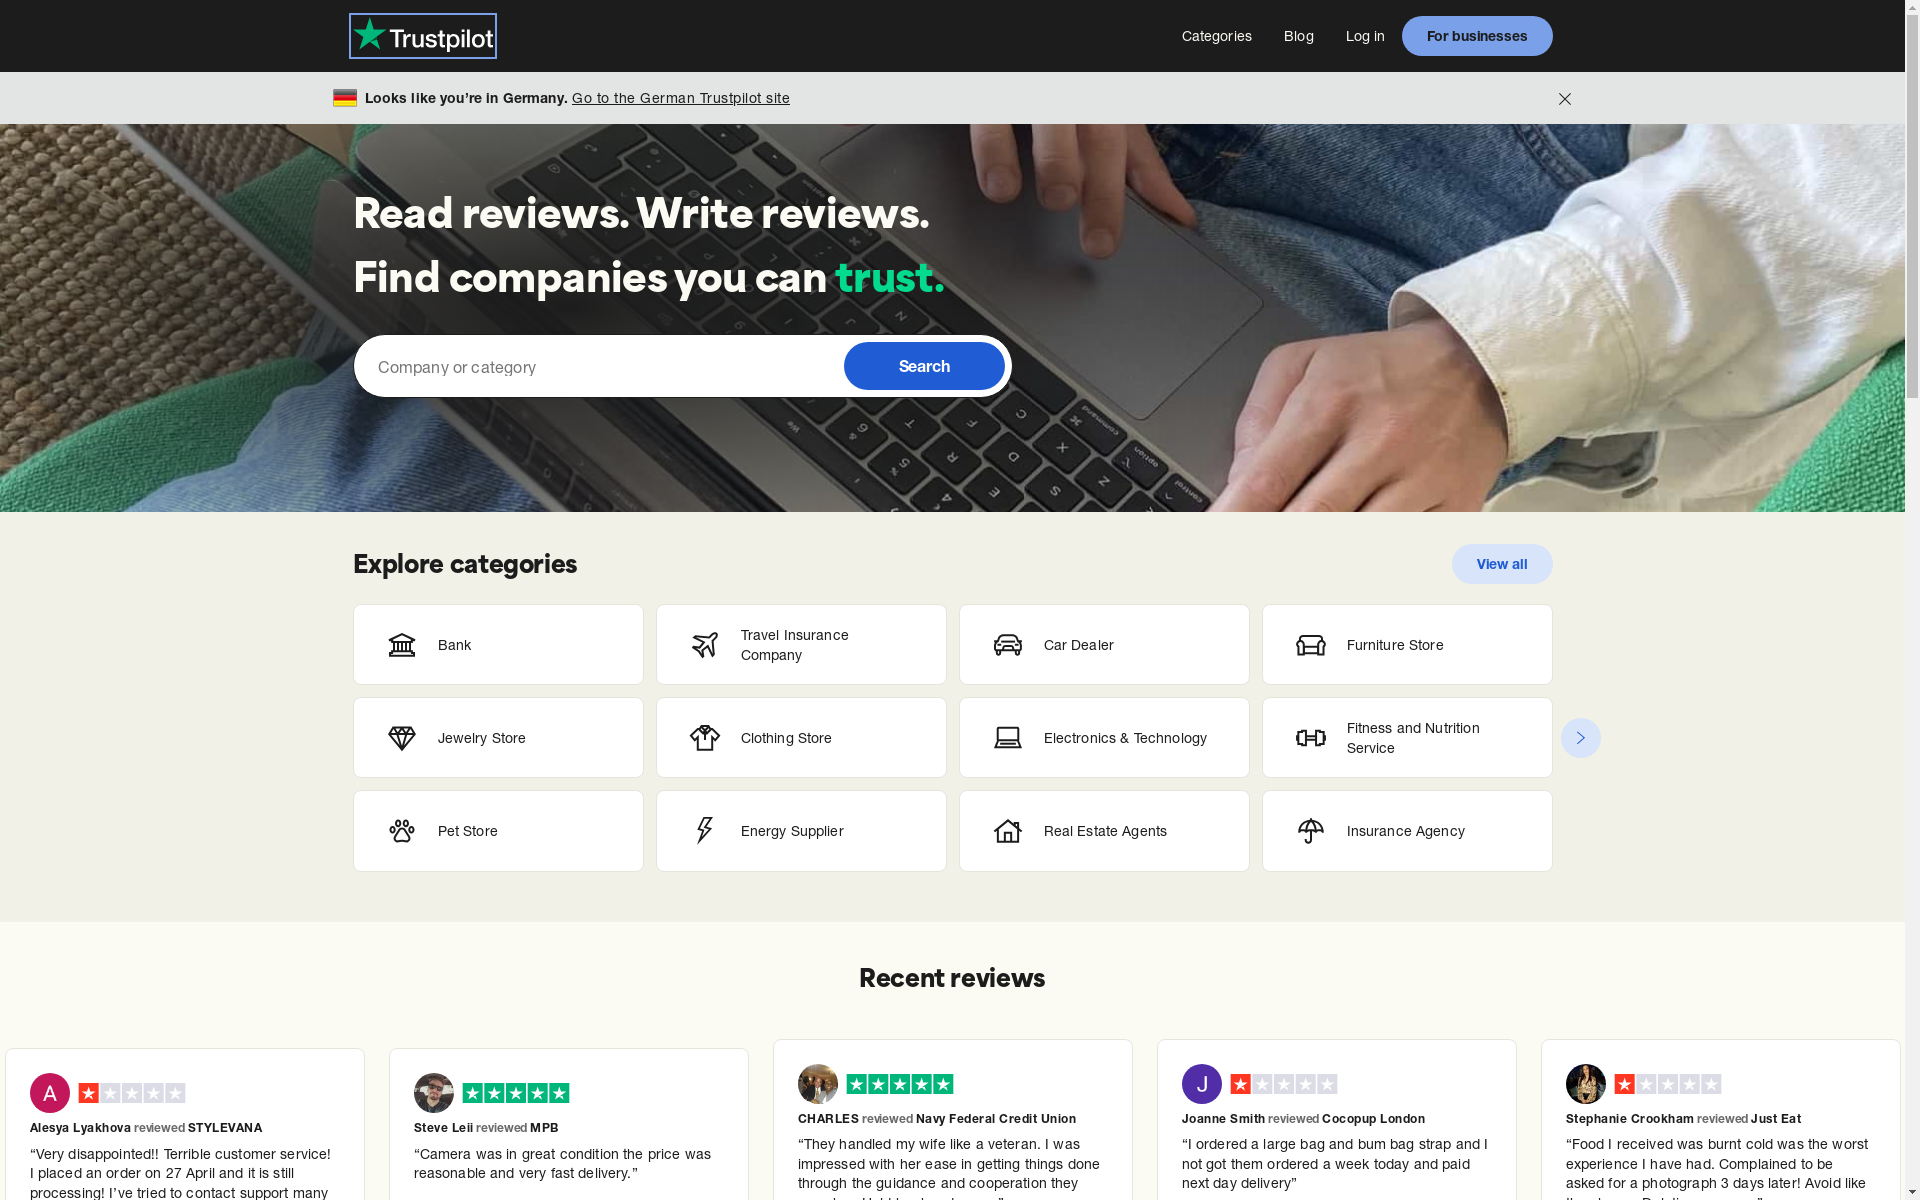 Trustpilot
Categories
Blog
Log in
For businesses
Looks like you’re in Germany. Go to the German Trustpilot site
Read reviews. Write reviews.
Find companies you can trust.
Company or category
Search
Explore categories
View all
Bank
Travel Insurance
Company
Car Dealer
Furniture Store
Jewelry Store
Clothing Store
Electronics & Technology
Fitness and Nutrition
Service
Pet Store
Energy Supplier
Real Estate Agents
Insurance Agency
Recent reviews
A
Alesya Lyakhova reviewed STYLEVANA
“Very disappointed!! Terrible customer service!
I placed an order on 27 April and it is still
processing! I’ve tried to contact support many
Steve Leii reviewed MPB
“Camera was in great condition the price was
reasonable and very fast delivery.”
CHARLES reviewed Navy Federal Credit Union
“They handled my wife like a veteran. I was
impressed with her ease in getting things done
through the guidance and cooperation they
J
Joanne Smith reviewed Cocopup London
“I ordered a large bag and bum bag strap and I
not got them ordered a week today and paid
next day delivery”
Stephanie Crookham reviewed Just Eat
“Food I received was burnt cold was the worst
experience I have had. Complained to be
asked for a photograph 3 days later! Avoid like